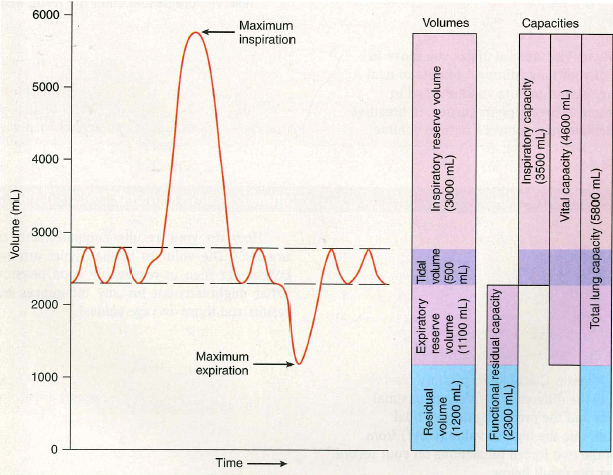 Volumes
Capacities
6000
5000
4000
3000
2000
1000
0
Volume (mL)
Time
Maximum
inspiration
Maximum
expiration
Inspiratory reserve volume
(3000 mL)
Tidal
volume
(500
mL)
Expiratory
reserve
volume
(1100 mL)
Residual
volume
(1200 mL)
Functional residual capacity
(2300 mL)
Inspiratory capacity
(3500 mL)
Vital capacity (4600 mL)
Total lung capacity (5800 mL)